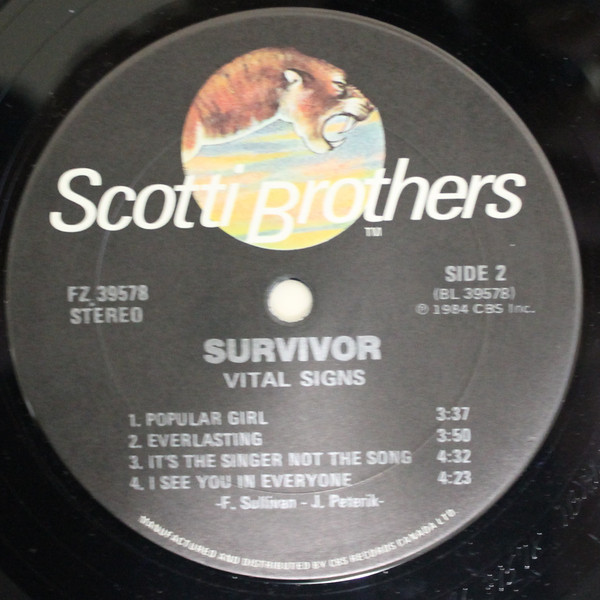 Scotti Brothers
TM
FZ 39578
STEREO
SIDE 2
(BL 39578)
℗ 1984 CBS Inc.
SURVIVOR
VITAL SIGNS
1. POPULAR GIRL 3:37
2. EVERLASTING 3:50
3. IT'S THE SINGER NOT THE SONG 4:32
4. I SEE YOU IN EVERYONE 4:23
-F. Sullivan - J. Peterik-
MANUFACTURED AND DISTRIBUTED BY CBS RECORDS CANADA LTD.